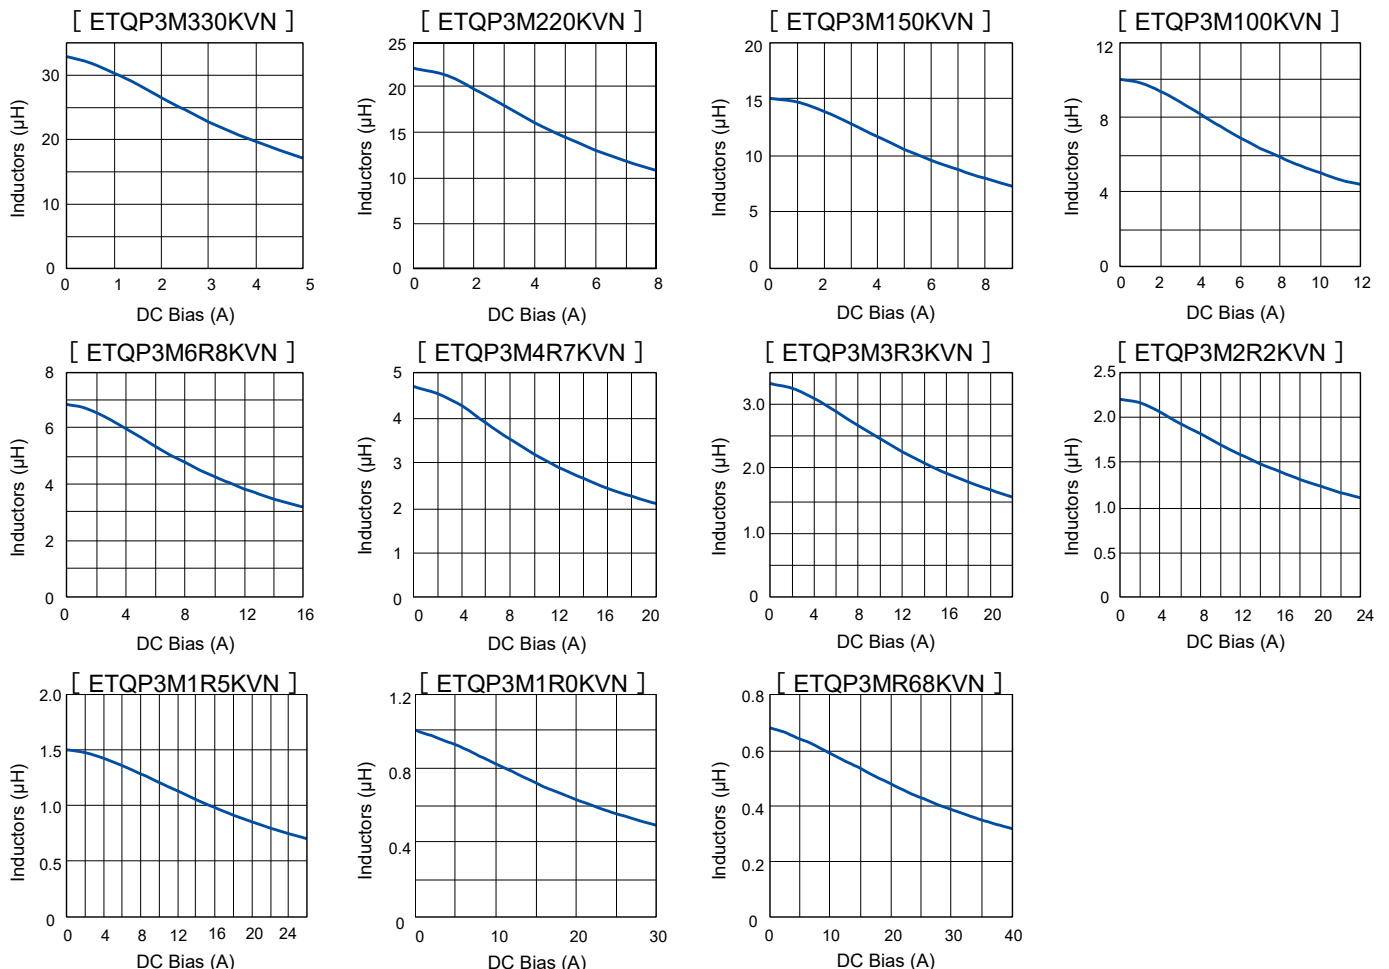 [ ETQP3M330KVN ]
Inductors (µH)
30
20
10
0
0 1 2 3 4 5
DC Bias (A)
[ ETQP3M220KVN ]
Inductors (µH)
25
20
15
10
5
0
0 2 4 6 8
DC Bias (A)
[ ETQP3M150KVN ]
Inductors (µH)
20
15
10
5
0
0 2 4 6 8
DC Bias (A)
[ ETQP3M100KVN ]
Inductors (µH)
12
8
4
0
0 2 4 6 8 10 12
DC Bias (A)
[ ETQP3M6R8KVN ]
Inductors (µH)
8
6
4
2
0
0 4 8 12 16
DC Bias (A)
[ ETQP3M4R7KVN ]
Inductors (µH)
5
4
3
2
1
0
0 4 8 12 16 20
DC Bias (A)
[ ETQP3M3R3KVN ]
Inductors (µH)
3.0
2.0
1.0
0
0 4 8 12 16 20
DC Bias (A)
[ ETQP3M2R2KVN ]
Inductors (µH)
2.5
2.0
1.5
1.0
0.5
0
0 4 8 12 16 20 24
DC Bias (A)
[ ETQP3M1R5KVN ]
Inductors (µH)
2.0
1.5
1.0
0.5
0
0 4 8 12 16 20 24
DC Bias (A)
[ ETQP3M1R0KVN ]
Inductors (µH)
1.2
0.8
0.4
0
0 10 20 30
DC Bias (A)
[ ETQP3MR68KVN ]
Inductors (µH)
0.8
0.6
0.4
0.2
0
0 10 20 30 40
DC Bias (A)